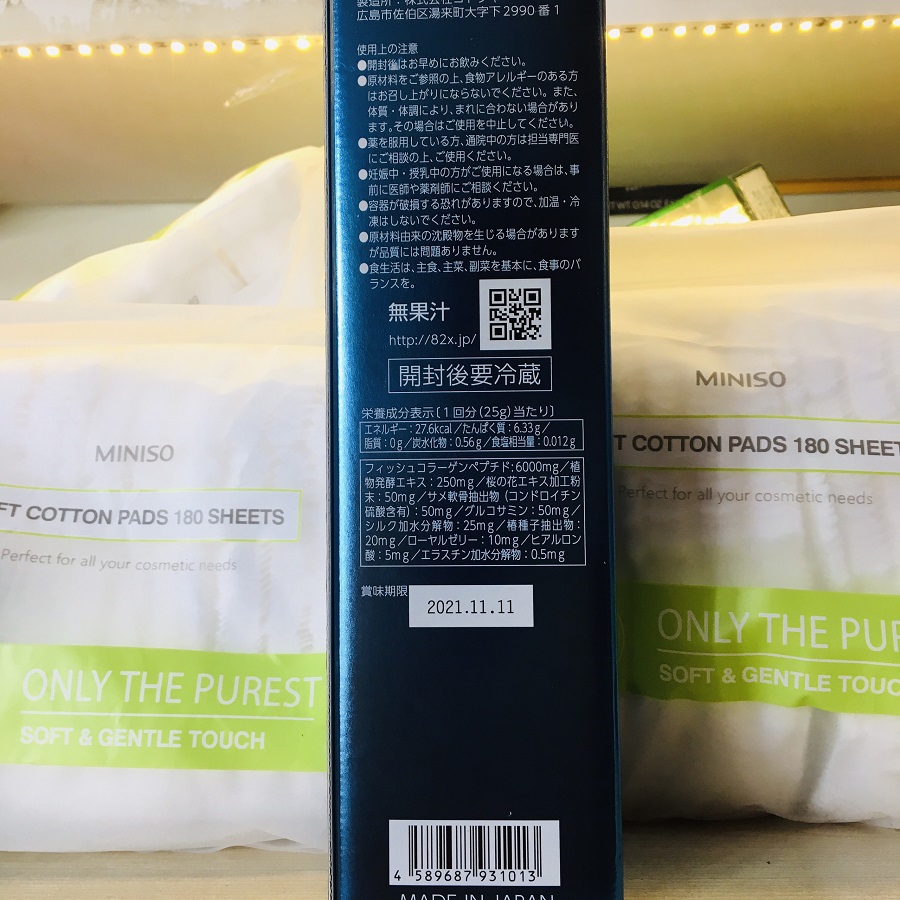 広島市佐伯区湯来町大字下2990番1
使用上の注意
●開封後はお早めにお飲みください。
●原材料をご参照の上、食物アレルギーのある方
はお召し上がりにならないでください。また、
体質・体調により、まれに合わない場合があり
ます。その場合はご使用を中止してください。
●薬を服用している方、通院中の方は担当専門医
にご相談の上、ご使用ください。
●妊娠中・授乳中の方がご使用になる場合は、事
前に医師や薬剤師にご相談ください。
●容器が破損する恐れがありますので、加温・冷
凍はしないでください。
●原材料由来の沈殿物を生じる場合があります
が品質には問題ありません。
●食生活は、主食、主菜、副菜を基本に、食事のバ
ランスを。
無果汁
http://82x.jp/
開封後要冷蔵
栄養成分表示〔1回分(25g)当たり〕
エネルギー:27.6kcal/たんぱく質:6.33g/
脂質:0g/炭水化物:0.56g/食塩相当量:0.012g
フィッシュコラーゲンペプチド:6000mg/植
物発酵エキス:250mg/桜の花エキス加工粉
末:50mg/サメ軟骨抽出物(コンドロイチン
硫酸含有):50mg/グルコサミン:50mg/
シルク加水分解物:25mg/椿種子抽出物:
20mg/ローヤルゼリー:10mg/ヒアルロン
酸:5mg/エラスチン加水分解物:0.5mg
賞味期限
2021.11.11
4 589687 931013
MADE IN JAPAN
MINISO
FT COTTON PADS 180 SHEETS
Perfect for all your cosmetic needs
ONLY THE PUREST
SOFT & GENTLE TOUCH
MINISO
T COTTON PADS 180 SHEET
Perfect for all your cosmetic needs
ONLY THE PUR
SOFT & GENTLE TOUC